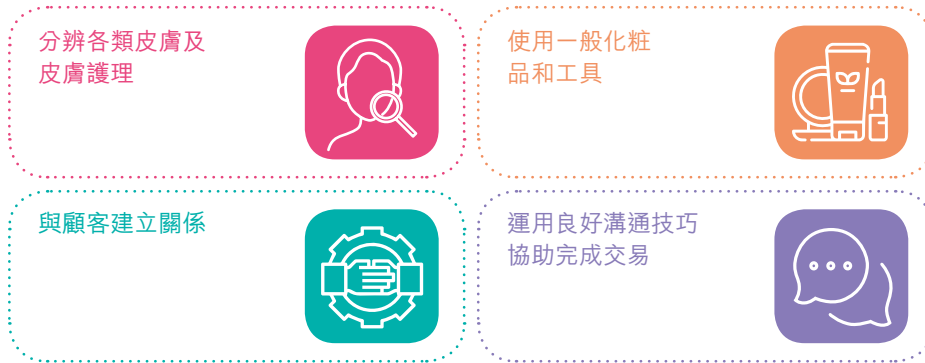 分辨各類皮膚及
皮膚護理
使用一般化粧
品和工具
與顧客建立關係
運用良好溝通技巧
協助完成交易